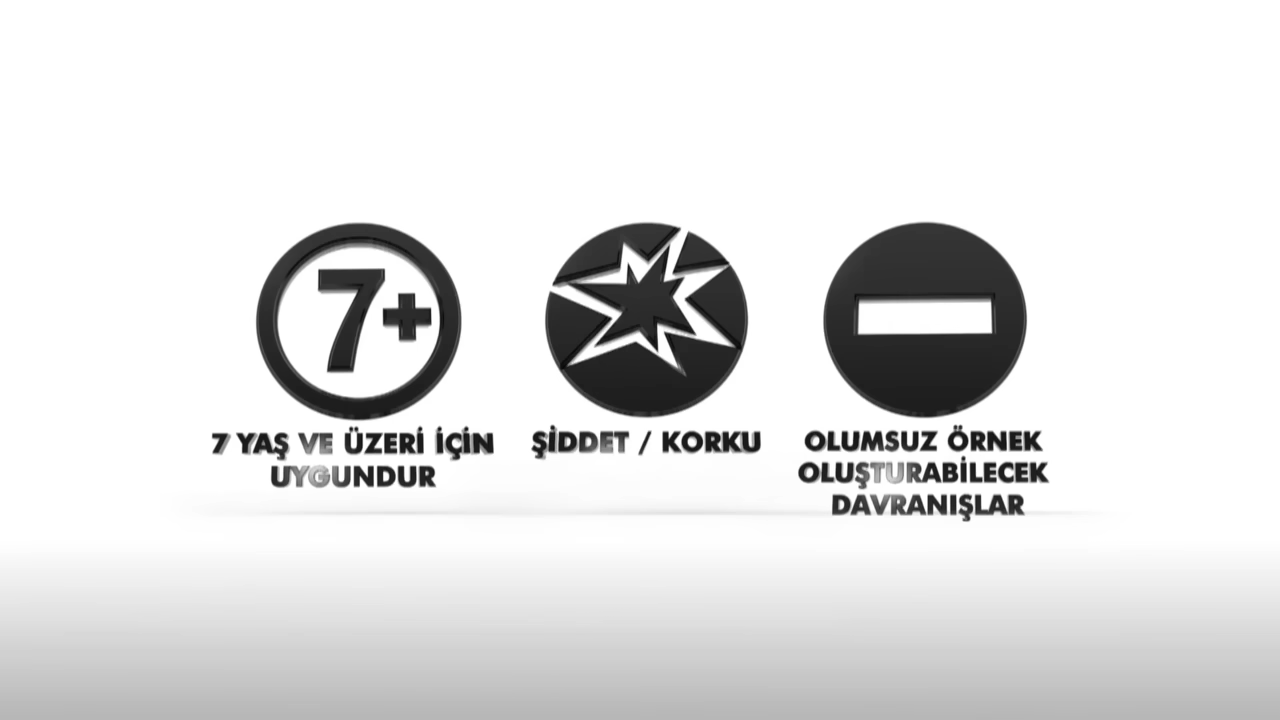 7+
7 YAŞ VE ÜZERİ İÇİN
UYGUNDUR
ŞİDDET / KORKU
OLUMSUZ ÖRNEK
OLUŞTURABİLECEK
DAVRANIŞLAR